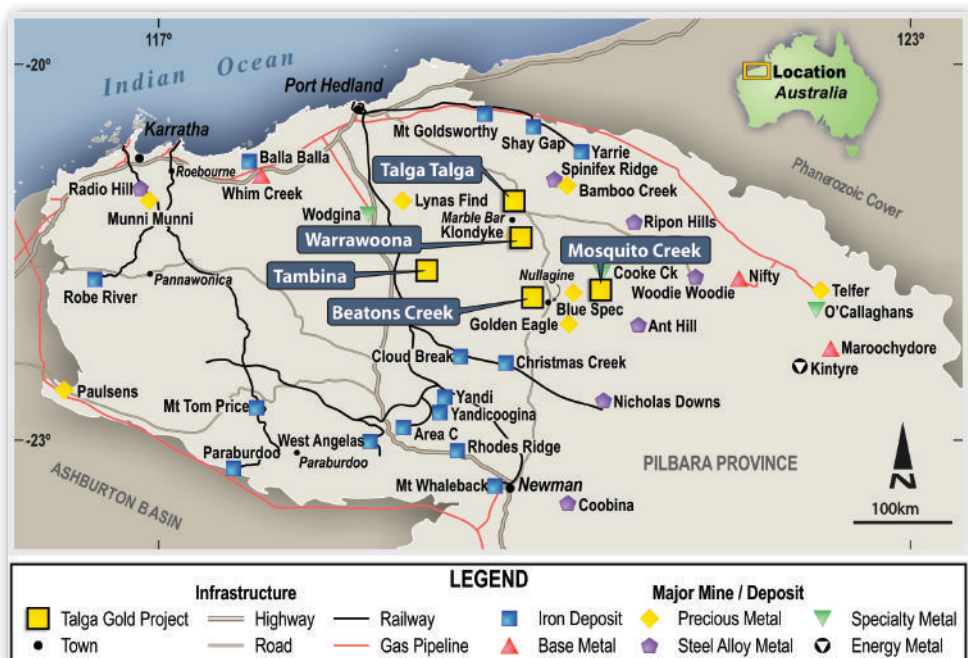 117º
123º
-20º
Indian Ocean
Location
Australia
Port Hedland
Karratha
Mt Goldsworthy
Shay Gap
Yarrie
Balla Balla
Roebourne
Whim Creek
Radio Hill
Munni Munni
Talga Talga
Spinifex Ridge
Bamboo Creek
Phanerozoic Cover
Lynas Find
Wodgina
Marble Bar
Klondyke
Ripon Hills
Warrawoona
Mosquito Creek
Tambina
Pannawonica
Robe River
Nullagine
Cooke Ck
Woodie Woodie
Nifty
Telfer
Beatons Creek
Blue Spec
O'Callaghans
Golden Eagle
Ant Hill
Maroochydore
Kintyre
Cloud Break
Christmas Creek
Paulsens
Mt Tom Price
Yandi
Yandicoogina
Nicholas Downs
Area C
West Angelas
Rhodes Ridge
-23º
Paraburdoo
Paraburdoo
PILBARA PROVINCE
N
ASHBURTON BASIN
Mt Whaleback
Newman
Coobina
100km
LEGEND
Infrastructure
Major Mine / Deposit
Talga Gold Project
Highway
Railway
Iron Deposit
Precious Metal
Specialty Metal
Town
Road
Gas Pipeline
Base Metal
Steel Alloy Metal
Energy Metal